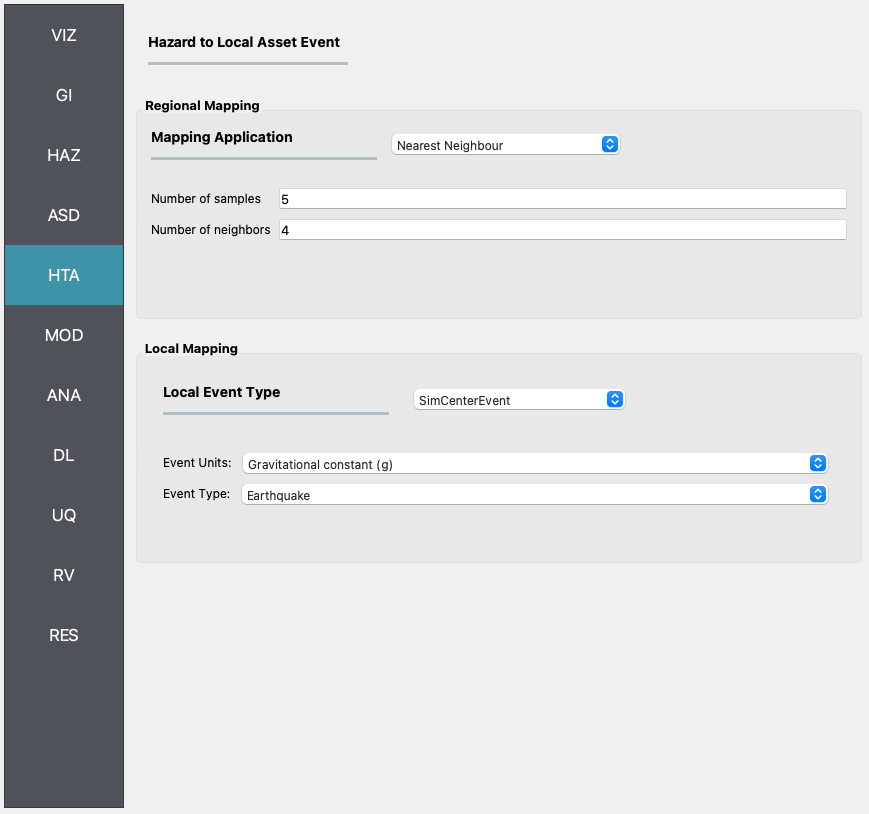 VIZ
GI
HAZ
ASD
HTA
MOD
ANA
DL
UQ
RV
RES
Hazard to Local Asset Event
Regional Mapping
Mapping Application
Nearest Neighbour
Number of samples 5
Number of neighbors 4
Local Mapping
Local Event Type
SimCenterEvent
Event Units: Gravitational constant (g)
Event Type: Earthquake